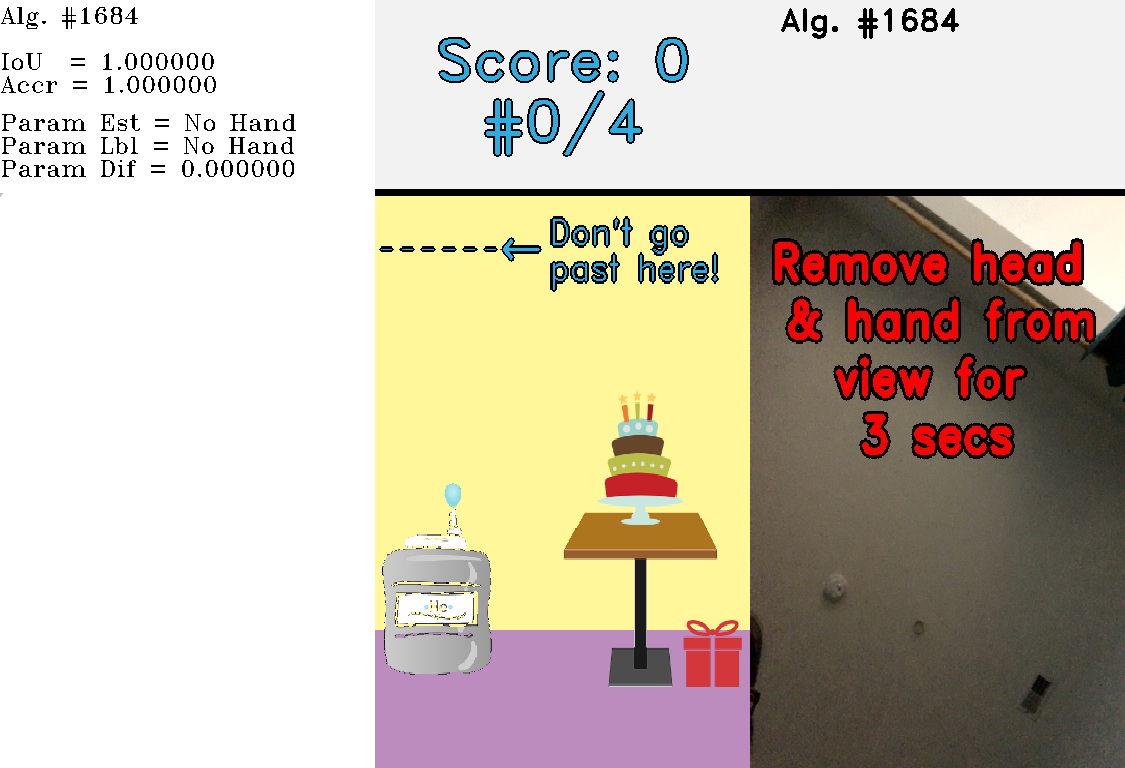 Alg. #1684
IoU = 1.000000
Accr = 1.000000
Param Est = No Hand
Param Lbl = No Hand
Param Dif = 0.000000
Score: 0
#0/4
Alg. #1684
Don't go
past here!
Remove head
& hand from
view for
3 secs